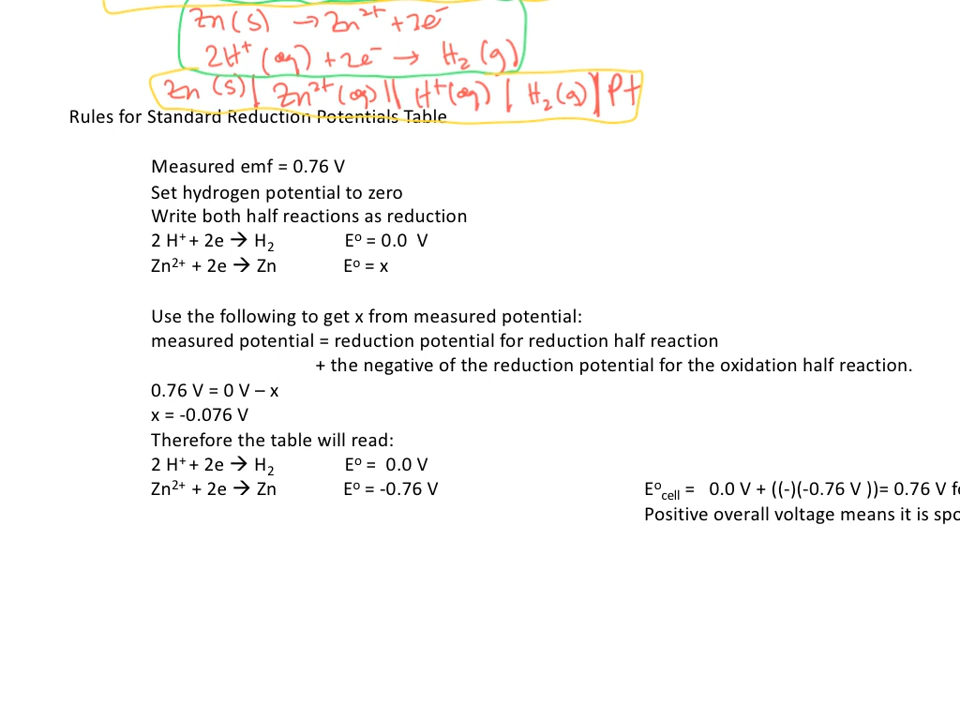 Zn(s) → Zn²⁺ + 2e⁻
2H⁺(aq) + 2e⁻ → H₂(g)
Zn(s)| Zn²⁺(aq) || H⁺(aq) | H₂(g) | Pt
Rules for Standard Reduction Potentials Table
Measured emf = 0.76 V
Set hydrogen potential to zero
Write both half reactions as reduction
2 H⁺ + 2e → H₂ Eº = 0.0 V
Zn²⁺ + 2e → Zn Eº = x
Use the following to get x from measured potential:
measured potential = reduction potential for reduction half reaction
+ the negative of the reduction potential for the oxidation half reaction.
0.76 V = 0 V – x
x = -0.076 V
Therefore the table will read:
2 H⁺ + 2e → H₂ Eº = 0.0 V
Zn²⁺ + 2e → Zn Eº = -0.76 V
Eºcell = 0.0 V + ((-)(-0.76 V ))= 0.76 V
Positive overall voltage means it is